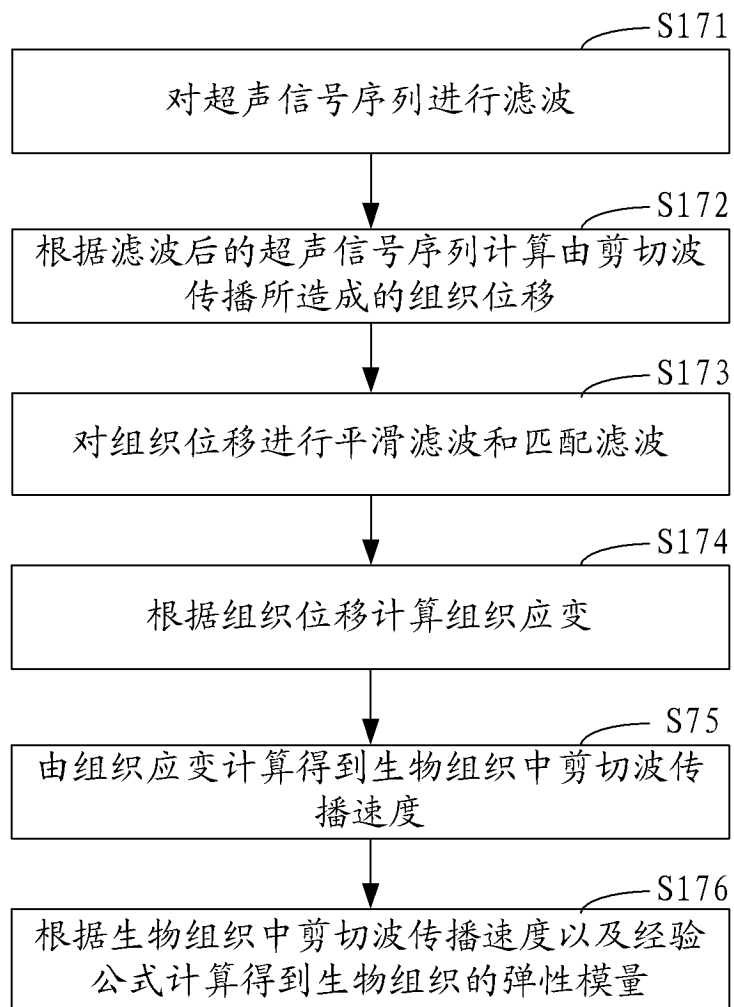 S171
对超声信号序列进行滤波
S172
根据滤波后的超声信号序列计算由剪切波
传播所造成的组织位移
S173
对组织位移进行平滑滤波和匹配滤波
S174
根据组织位移计算组织应变
S75
由组织应变计算得到生物组织中剪切波传
播速度
S176
根据生物组织中剪切波传播速度以及经验
公式计算得到生物组织的弹性模量